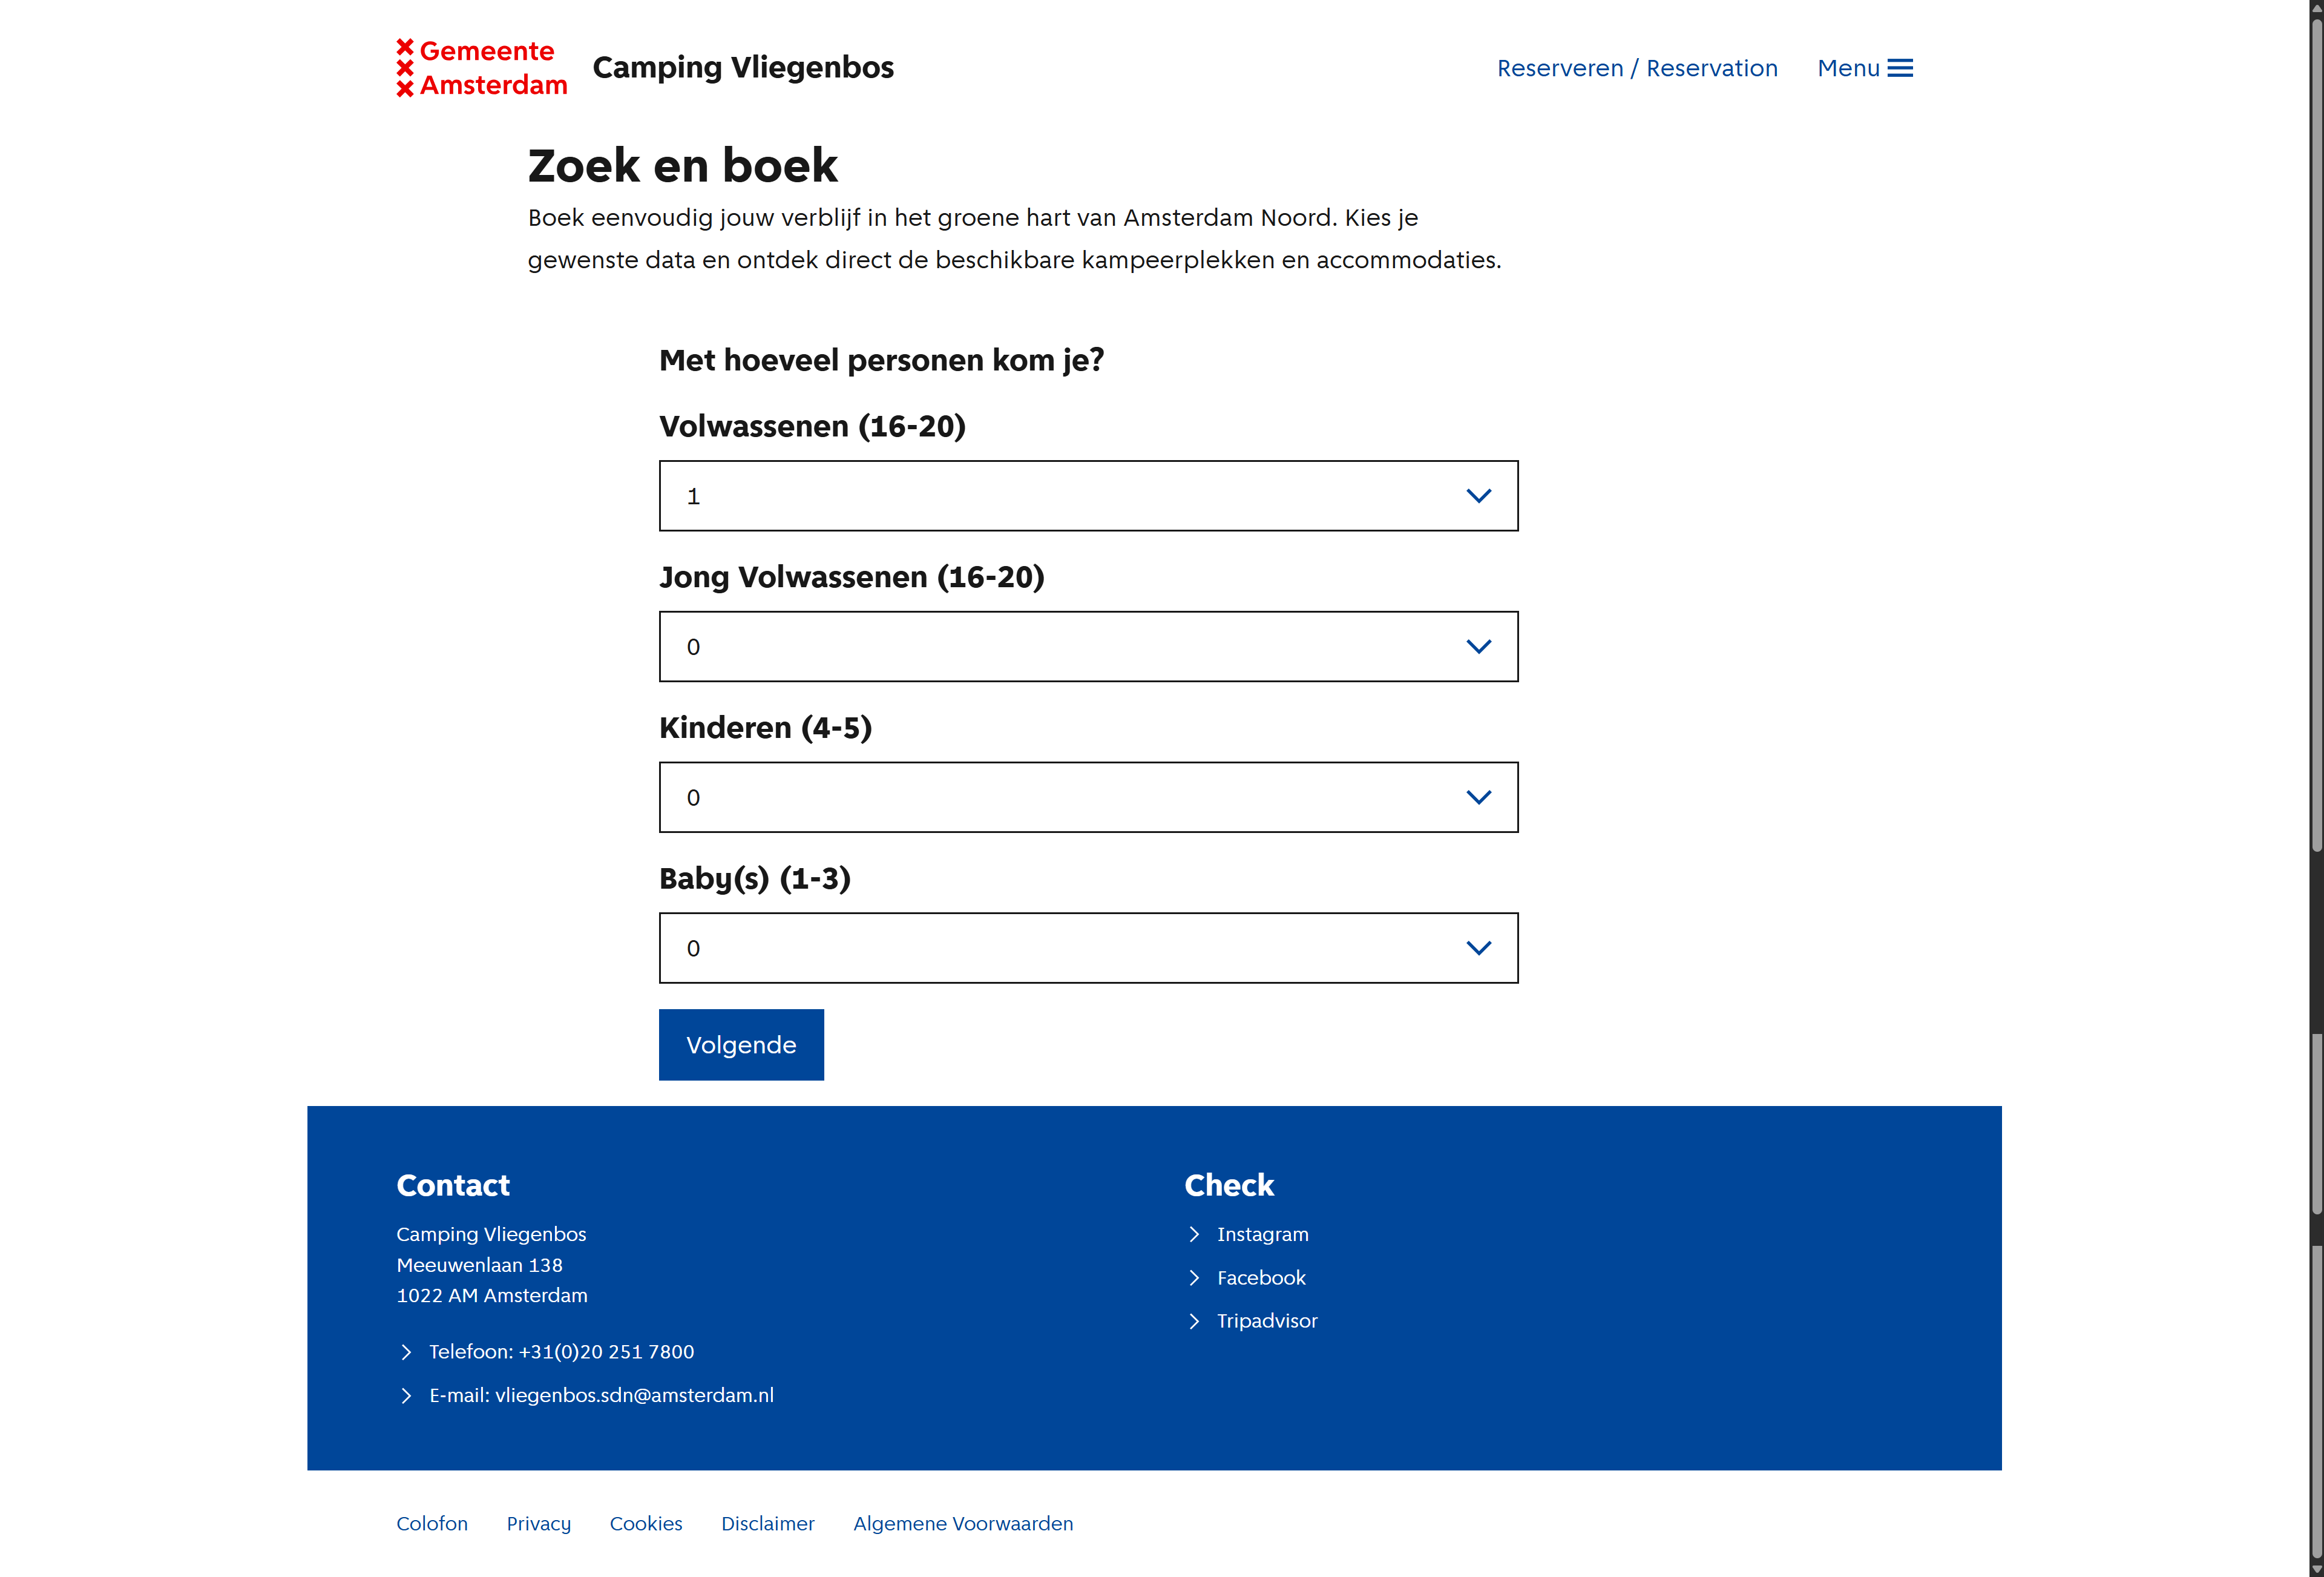 Gemeente
Amsterdam
Camping Vliegenbos
Reserveren / Reservation
Menu
Zoek en boek
Boek eenvoudig jouw verblijf in het groene hart van Amsterdam Noord. Kies je
gewenste data en ontdek direct de beschikbare kampeerplekken en accommodaties.
Met hoeveel personen kom je?
Volwassenen (16-20)
1
Jong Volwassenen (16-20)
0
Kinderen (4-5)
0
Baby(s) (1-3)
0
Volgende
Contact
Camping Vliegenbos
Meeuwenlaan 138
1022 AM Amsterdam
Telefoon: +31(0)20 251 7800
E-mail: vliegenbos.sdn@amsterdam.nl
Check
Instagram
Facebook
Tripadvisor
Colofon
Privacy
Cookies
Disclaimer
Algemene Voorwaarden